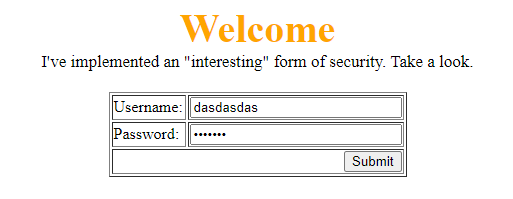 Welcome
I've implemented an "interesting" form of security. Take a look.
Username: dasdasdas
Password: •••••••
Submit